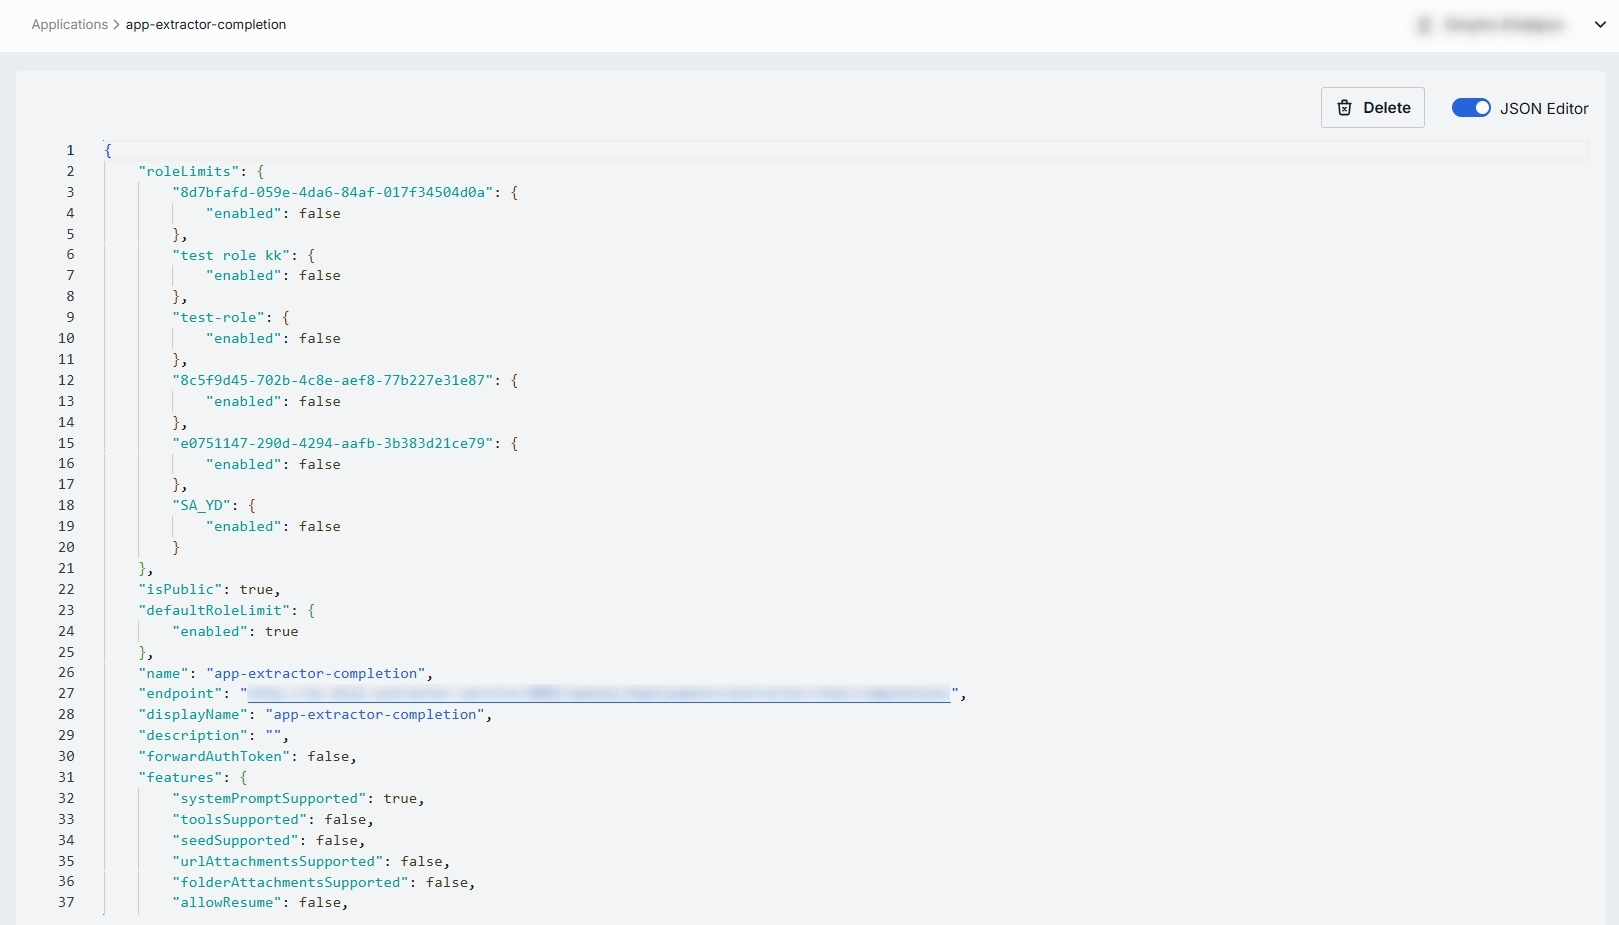 Applications > app-extractor-completion
Delete
JSON Editor
1 {
2 "roleLimits": {
3 "8d7bfafd-059e-4da6-84af-017f34504d0a": {
4 "enabled": false
5 },
6 "test role kk": {
7 "enabled": false
8 },
9 "test-role": {
10 "enabled": false
11 },
12 "8c5f9d45-702b-4c8e-aef8-77b227e31e87": {
13 "enabled": false
14 },
15 "e0751147-290d-4294-aafb-3b383d21ce79": {
16 "enabled": false
17 },
18 "SA_YD": {
19 "enabled": false
20 }
21 },
22 "isPublic": true,
23 "defaultRoleLimit": {
24 "enabled": true
25 },
26 "name": "app-extractor-completion",
27 "endpoint": "",
28 "displayName": "app-extractor-completion",
29 "description": "",
30 "forwardAuthToken": false,
31 "features": {
32 "systemPromptSupported": true,
33 "toolsSupported": false,
34 "seedSupported": false,
35 "urlAttachmentsSupported": false,
36 "folderAttachmentsSupported": false,
37 "allowResume": false,